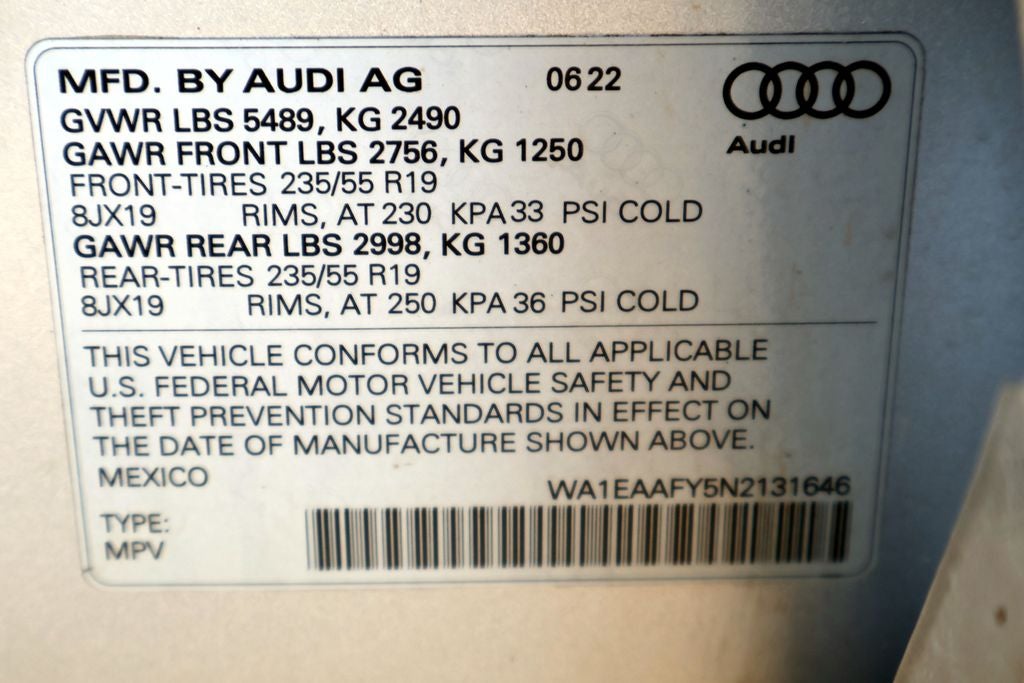 MFD. BY AUDI AG 06 22
Audi
GVWR LBS 5489, KG 2490
GAWR FRONT LBS 2756, KG 1250
FRONT-TIRES 235/55 R19
8JX19 RIMS, AT 230 KPA 33 PSI COLD
GAWR REAR LBS 2998, KG 1360
REAR-TIRES 235/55 R19
8JX19 RIMS, AT 250 KPA 36 PSI COLD
THIS VEHICLE CONFORMS TO ALL APPLICABLE
U.S. FEDERAL MOTOR VEHICLE SAFETY AND
THEFT PREVENTION STANDARDS IN EFFECT ON
THE DATE OF MANUFACTURE SHOWN ABOVE.
MEXICO
WA1EAAFY5N2131646
TYPE:
MPV